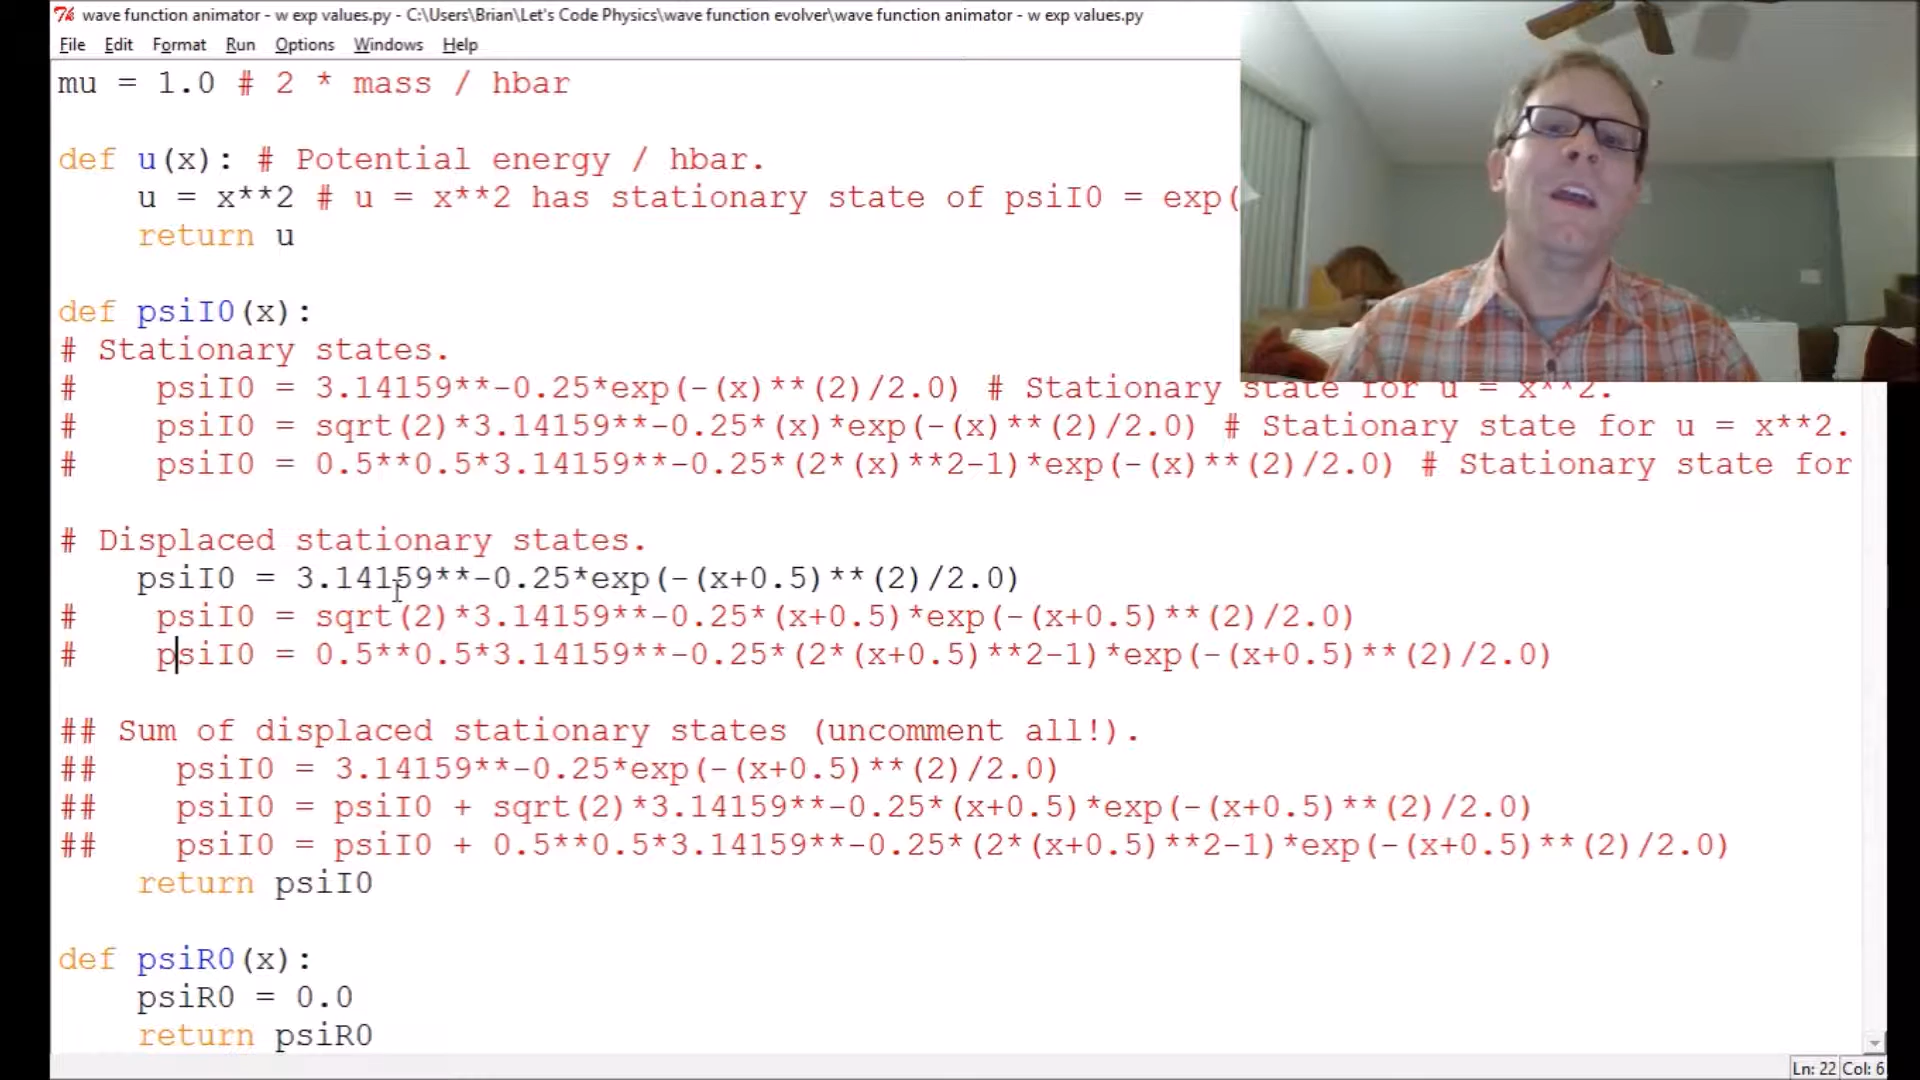 wave function animator - w exp values.py - C:\Users\Brian\Let's Code Physics\wave function evolver\wave function animator - w exp values.py
File Edit Format Run Options Windows Help
mu = 1.0 # 2 * mass / hbar
def u(x): # Potential energy / hbar.
u = x**2 # u = x**2 has stationary state of psiI0 = exp(
return u
def psiI0(x):
# Stationary states.
# psiI0 = 3.14159**-0.25*exp(-(x)**(2)/2.0) # Stationary state for u = x**2.
# psiI0 = sqrt(2)*3.14159**-0.25*(x)*exp(-(x)**(2)/2.0) # Stationary state for u = x**2.
# psiI0 = 0.5**0.5*3.14159**-0.25*(2*(x)**2-1)*exp(-(x)**(2)/2.0) # Stationary state for
# Displaced stationary states.
psiI0 = 3.14159**-0.25*exp(-(x+0.5)**(2)/2.0)
# psiI0 = sqrt(2)*3.14159**-0.25*(x+0.5)*exp(-(x+0.5)**(2)/2.0)
# psiI0 = 0.5**0.5*3.14159**-0.25*(2*(x+0.5)**2-1)*exp(-(x+0.5)**(2)/2.0)
## Sum of displaced stationary states (uncomment all!).
## psiI0 = 3.14159**-0.25*exp(-(x+0.5)**(2)/2.0)
## psiI0 = psiI0 + sqrt(2)*3.14159**-0.25*(x+0.5)*exp(-(x+0.5)**(2)/2.0)
## psiI0 = psiI0 + 0.5**0.5*3.14159**-0.25*(2*(x+0.5)**2-1)*exp(-(x+0.5)**(2)/2.0)
return psiI0
def psiR0(x):
psiR0 = 0.0
return psiR0
Ln: 22 Col: 6